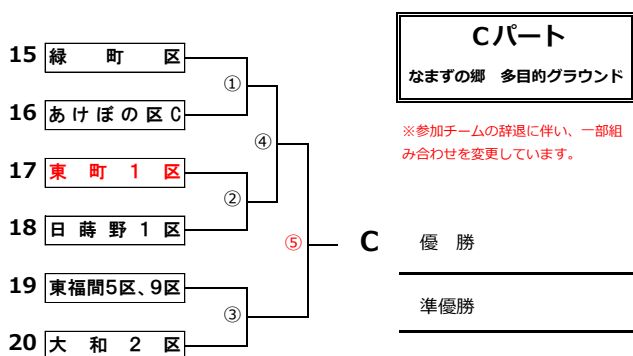 Cパート
なまずの郷　多目的グラウンド
※参加チームの辞退に伴い、一部組
み合わせを変更しています。
15 緑町区
①
16 あけぼの区C
④
17 東町1区
②
18 日蒔野1区
⑤
C
優勝
19 東福間5区、9区
準優勝
③
20 大和2区